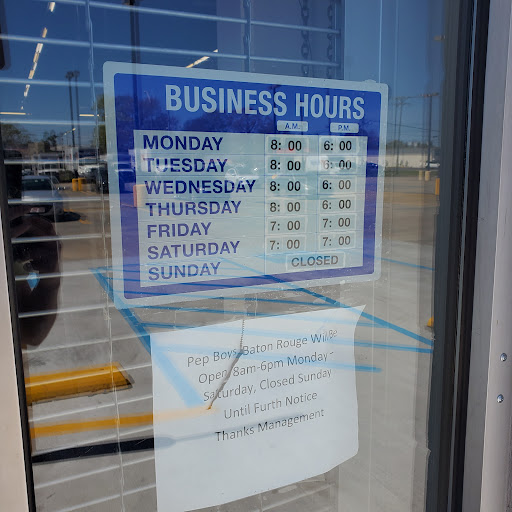 BUSINESS HOURS
A.M. P.M.
MONDAY 8:00 6:00
TUESDAY 8:00 6:00
WEDNESDAY 8:00 6:00
THURSDAY 8:00 6:00
FRIDAY 7:00 7:00
SATURDAY 7:00 7:00
SUNDAY CLOSED
Pep Boys Baton Rouge Will be
Open 8am-6pm Monday –
Saturday, Closed Sunday
Until Furth Notice
Thanks Management